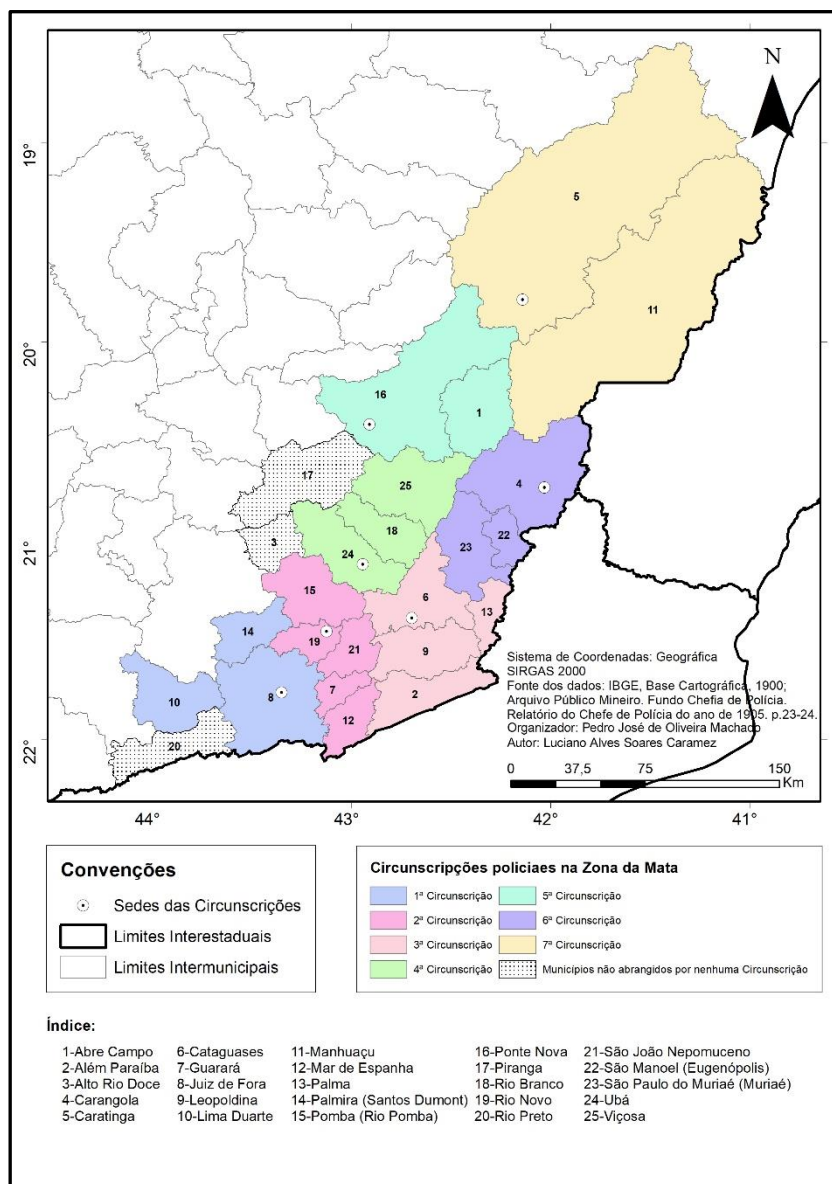 N
19°
20°
21°
22°
5
11
16
1
17
25
4
3
18
24
23
22
15
6
13
14
19
21
9
10
8
7
2
12
20
Sistema de Coordenadas: Geográfica
SIRGAS 2000
Fonte dos dados: IBGE, Base Cartográfica, 1900;
Arquivo Público Mineiro. Fundo Chefia de Polícia.
Relatório do Chefe de Polícia do ano de 1905. p.23-24.
Organizador: Pedro José de Oliveira Machado
Autor: Luciano Alves Soares Caramez
0 37,5 75 150
Km
44° 43° 42° 41°
Convenções
Sedes das Circunscrições
Limites Interestaduais
Limites Intermunicipais
Circunscripções policiaes na Zona da Mata
1ª Circunscrição
2ª Circunscrição
3ª Circunscrição
4ª Circunscrição
5ª Circunscrição
6ª Circunscrição
7ª Circunscrição
Municípios não abrangidos por nenhuma Circunscrição
Índice:
1-Abre Campo
2-Além Paraíba
3-Alto Rio Doce
4-Carangola
5-Caratinga
6-Cataguases
7-Guarará
8-Juiz de Fora
9-Leopoldina
10-Lima Duarte
11-Manhuaçu
12-Mar de Espanha
13-Palma
14-Palmira (Santos Dumont)
15-Pomba (Rio Pomba)
16-Ponte Nova
17-Piranga
18-Rio Branco
19-Rio Novo
20-Rio Preto
21-São João Nepomuceno
22-São Manoel (Eugenópolis)
23-São Paulo do Muriaé (Muriaé)
24-Ubá
25-Viçosa